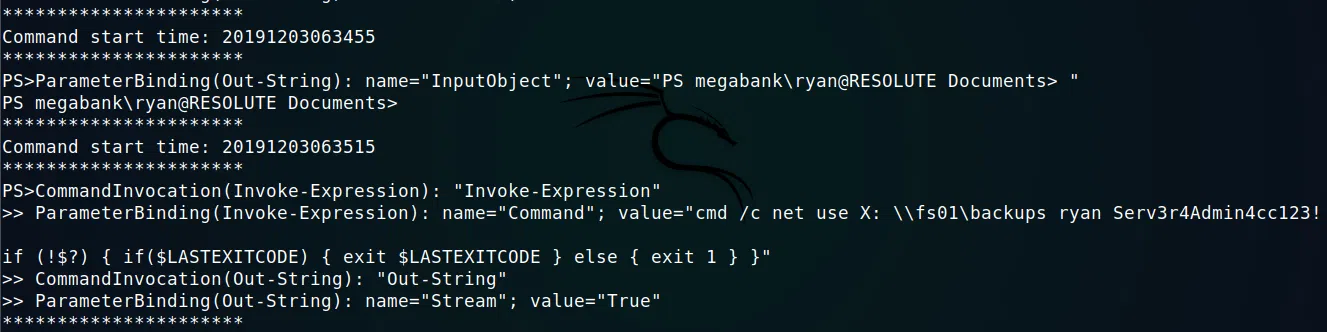 **********************
Command start time: 20191203063455
**********************
PS>ParameterBinding(Out-String): name="InputObject"; value="PS megabank\ryan@RESOLUTE Documents> "
PS megabank\ryan@RESOLUTE Documents>
**********************
Command start time: 20191203063515
**********************
PS>CommandInvocation(Invoke-Expression): "Invoke-Expression"
>> ParameterBinding(Invoke-Expression): name="Command"; value="cmd /c net use X: \\fs01\backups ryan Serv3r4Admin4cc123!
if (!$?) { if($LASTEXITCODE) { exit $LASTEXITCODE } else { exit 1 } }"
>> CommandInvocation(Out-String): "Out-String"
>> ParameterBinding(Out-String): name="Stream"; value="True"
**********************